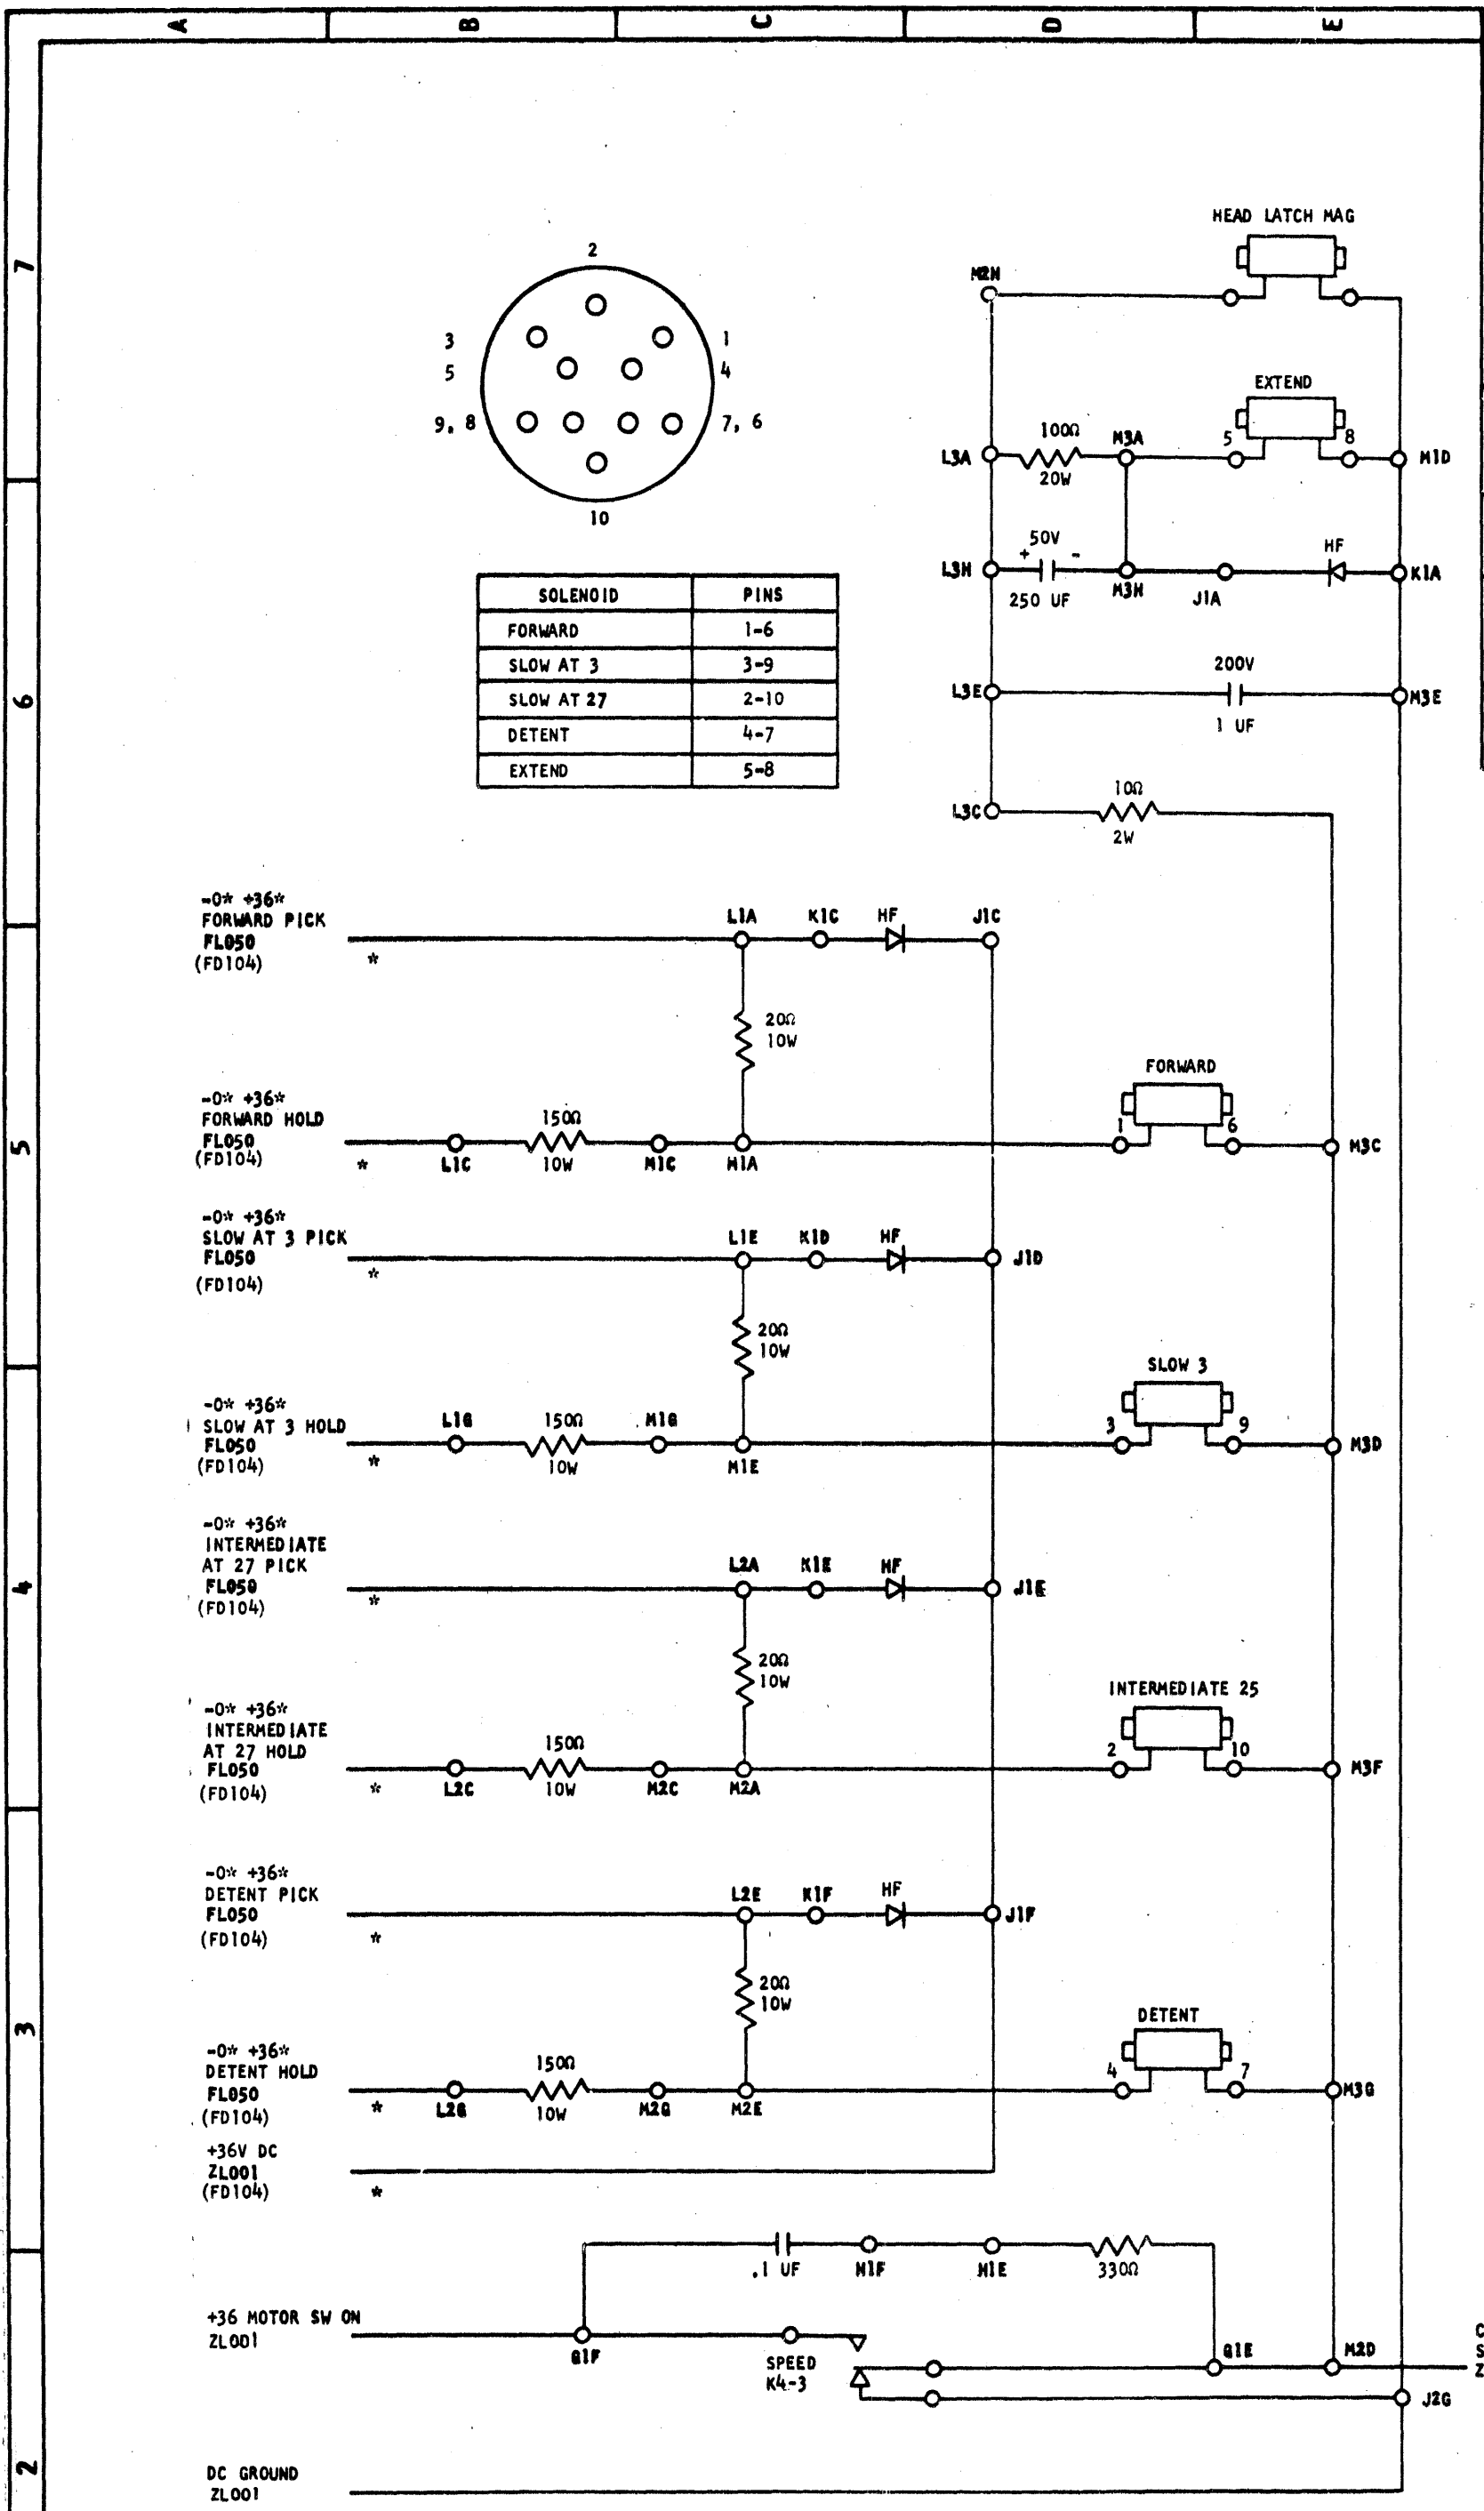 A B C D E
7
HEAD LATCH MAG
2
M2H
3 1
5 4
9, 8 7, 6
10
EXTEND
100Ω
L3A M3A 5 8 M1D
20W
50V
+ - HF
L3H M3H J1A K1A
250 UF
SOLENOID PINS
FORWARD 1-6
SLOW AT 3 3-9
SLOW AT 27 2-10
DETENT 4-7
EXTEND 5-8
6
200V
L3E M3E
1 UF
10Ω
L3C
2W
-0* +36*
FORWARD PICK
FL050
(FD104)
*
L1A K1C HF J1C
20Ω
10W
5
-0* +36*
FORWARD HOLD
FL050
(FD104)
*
L1C 150Ω M1C M1A
10W
FORWARD
1 6 M3C
-0* +36*
SLOW AT 3 PICK
FL050
(FD104)
*
L1E K1D HF J1D
20Ω
10W
-0* +36*
SLOW AT 3 HOLD
FL050
(FD104)
*
L1G 150Ω M1G
10W M1E
SLOW 3
3 9 M3D
4
-0* +36*
INTERMEDIATE
AT 27 PICK
FL050
(FD104)
*
L2A K1E HF J1E
20Ω
10W
-0* +36*
INTERMEDIATE
AT 27 HOLD
FL050
(FD104)
*
150Ω
L2C 10W M2C M2A
INTERMEDIATE 25
2 10 M3F
3
-0* +36*
DETENT PICK
FL050
(FD104)
*
L2E K1F HF J1F
20Ω
10W
-0* +36*
DETENT HOLD
FL050
(FD104)
*
150Ω
L2G 10W M2G M2E
DETENT
4 7 M3G
+36V DC
ZL001
(FD104)
*
.1 UF M1F M1E 330Ω
+36 MOTOR SW ON
ZL001
G1F
SPEED
K4-3
G1E M2D
C
S
Z
J2G
2
DC GROUND
ZL001